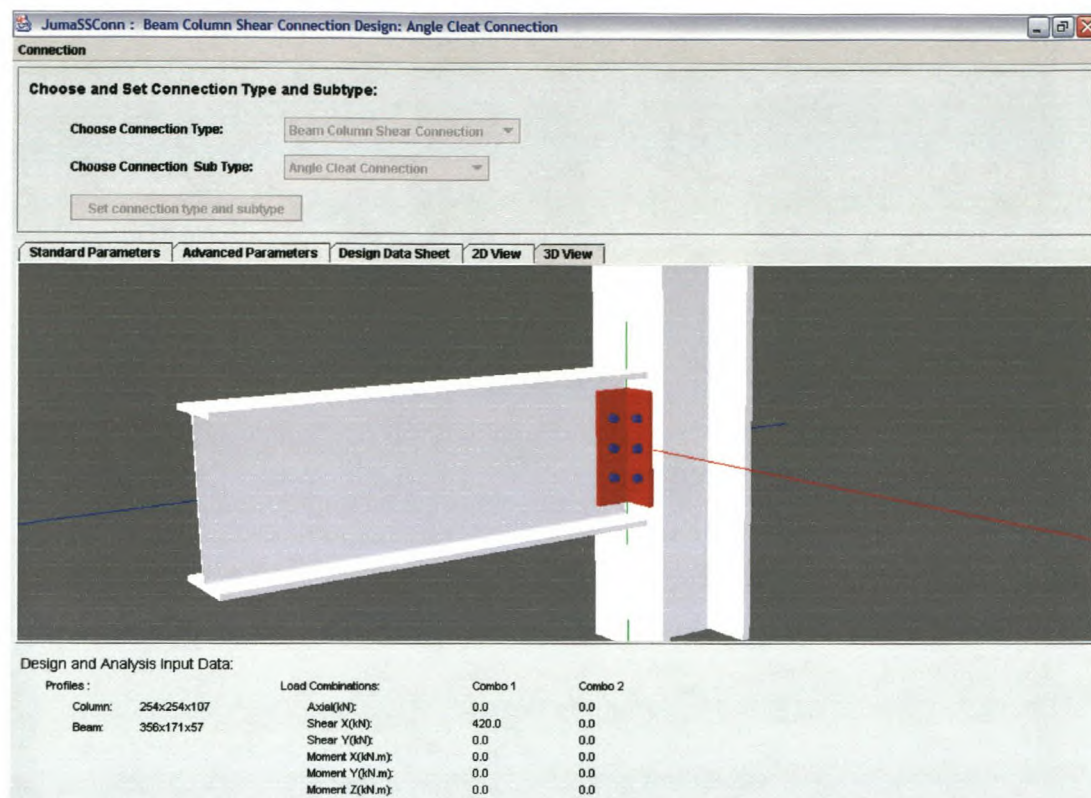 JumaSSConn : Beam Column Shear Connection Design: Angle Cleat Connection
Connection
Choose and Set Connection Type and Subtype:
Choose Connection Type: Beam Column Shear Connection
Choose Connection Sub Type: Angle Cleat Connection
Set connection type and subtype
Standard Parameters Advanced Parameters Design Data Sheet 2D View 3D View
Design and Analysis Input Data:
Profiles : Load Combinations: Combo 1 Combo 2
Column: 254x254x107 Axial(kN): 0.0 0.0
Beam: 356x171x57 Shear X(kN): 420.0 0.0
Shear Y(kN): 0.0 0.0
Moment X(kN.m): 0.0 0.0
Moment Y(kN.m): 0.0 0.0
Moment Z(kN.m): 0.0 0.0